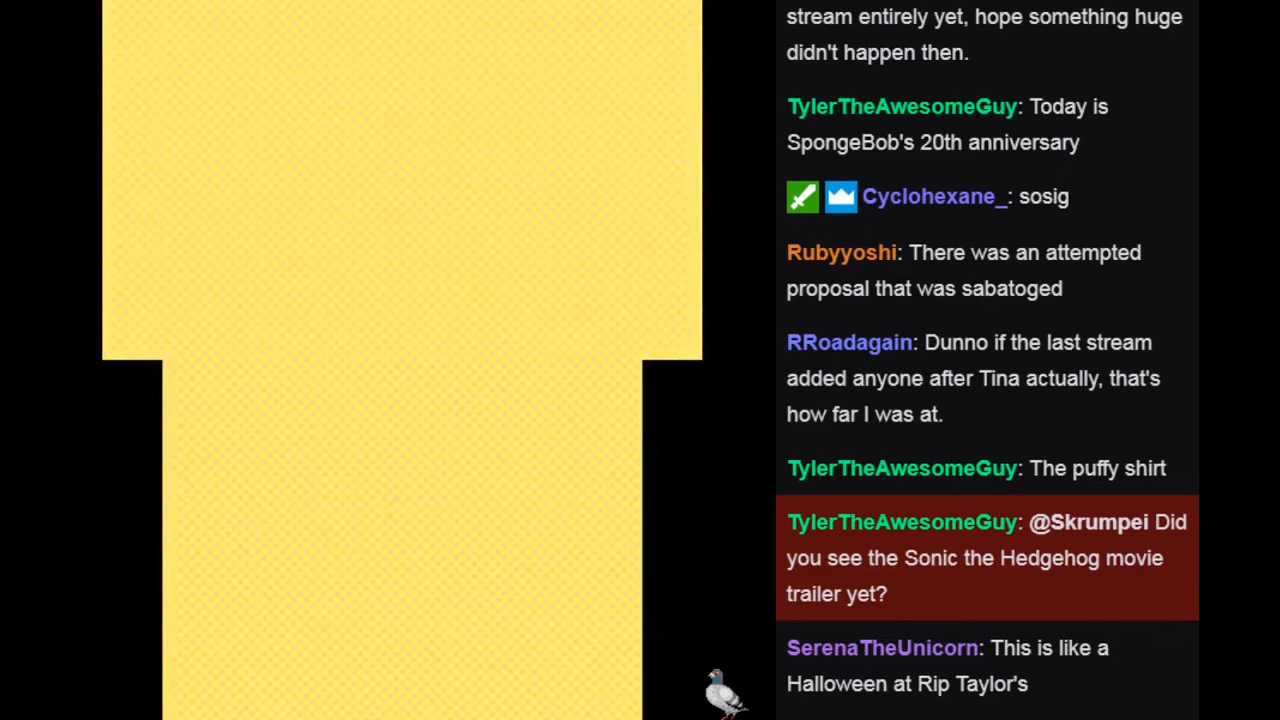 stream entirely yet, hope something huge
didn't happen then.
TylerTheAwesomeGuy: Today is
SpongeBob's 20th anniversary
Cyclohexane_: sosig
Rubyyoshi: There was an attempted
proposal that was sabatoged
RRoadagain: Dunno if the last stream
added anyone after Tina actually, that's
how far I was at.
TylerTheAwesomeGuy: The puffy shirt
TylerTheAwesomeGuy: @Skrumpei Did
you see the Sonic the Hedgehog movie
trailer yet?
SerenaTheUnicorn: This is like a
Halloween at Rip Taylor's